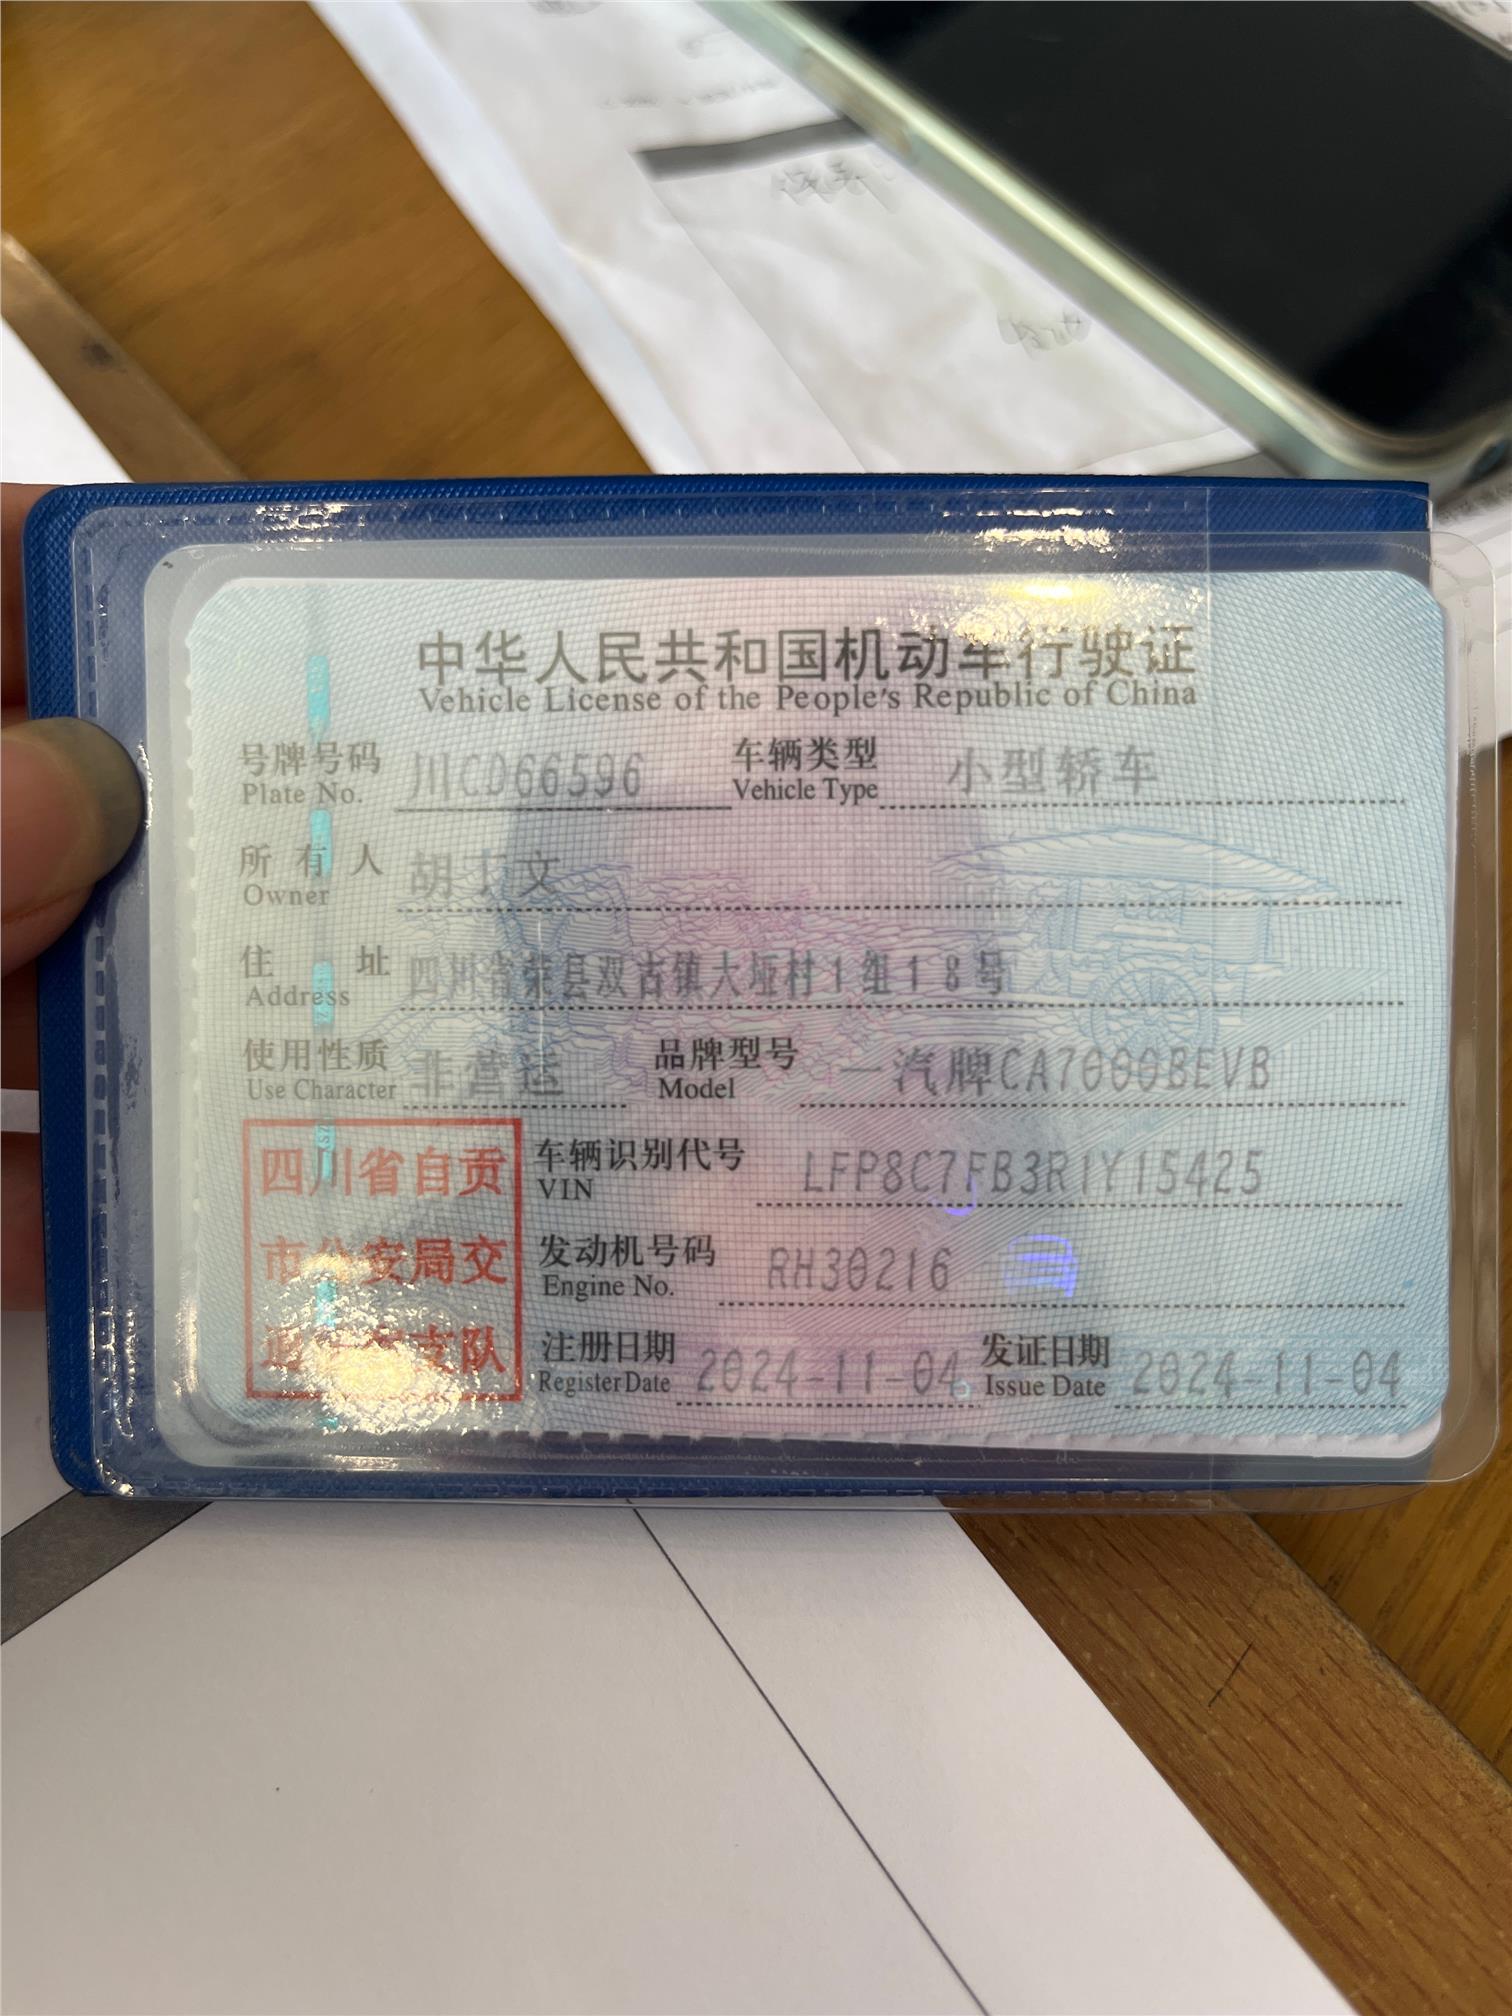 中华人民共和国机动车行驶证
Vehicle License of the People's Republic of China
号牌号码 川CD66596 车辆类型 小型轿车
Plate No. Vehicle Type
所有人 胡 文
Owner
住址 四川省荣县双古镇大垭村1组18号
Address
使用性质 非营运 品牌型号 一汽牌CA7000BEVB
Use Character Model
四川省自贡 车辆识别代号 LFP8C7FB3R1Y15425
VIN
市公安局交 发动机号码 RH30216
Engine No.
支队 注册日期 2024-11-04 发证日期 2024-11-04
Register Date Issue Date